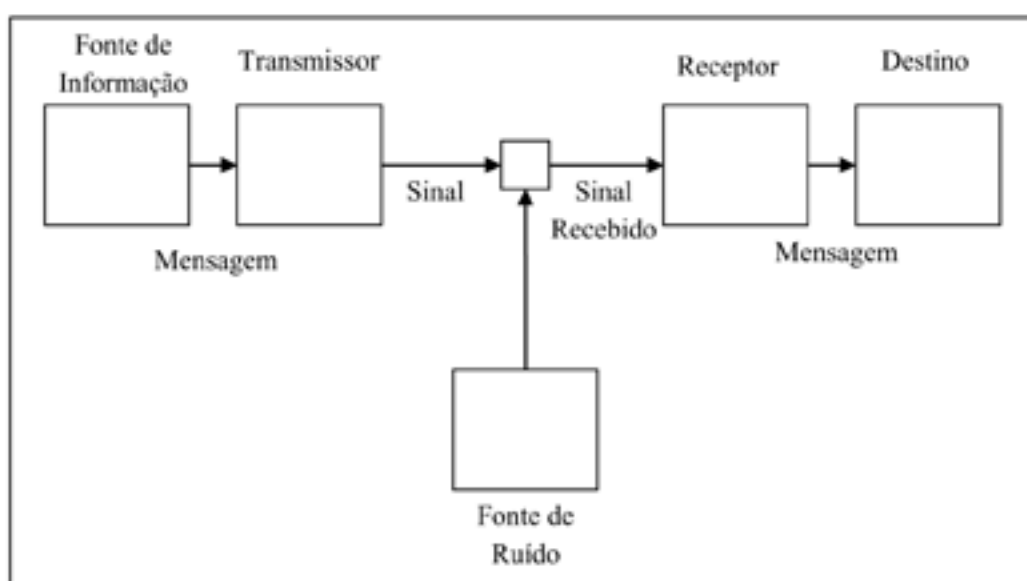 Fonte de
Informação
Transmissor
Receptor
Destino
Sinal
Sinal
Recebido
Mensagem
Mensagem
Fonte de
Ruído